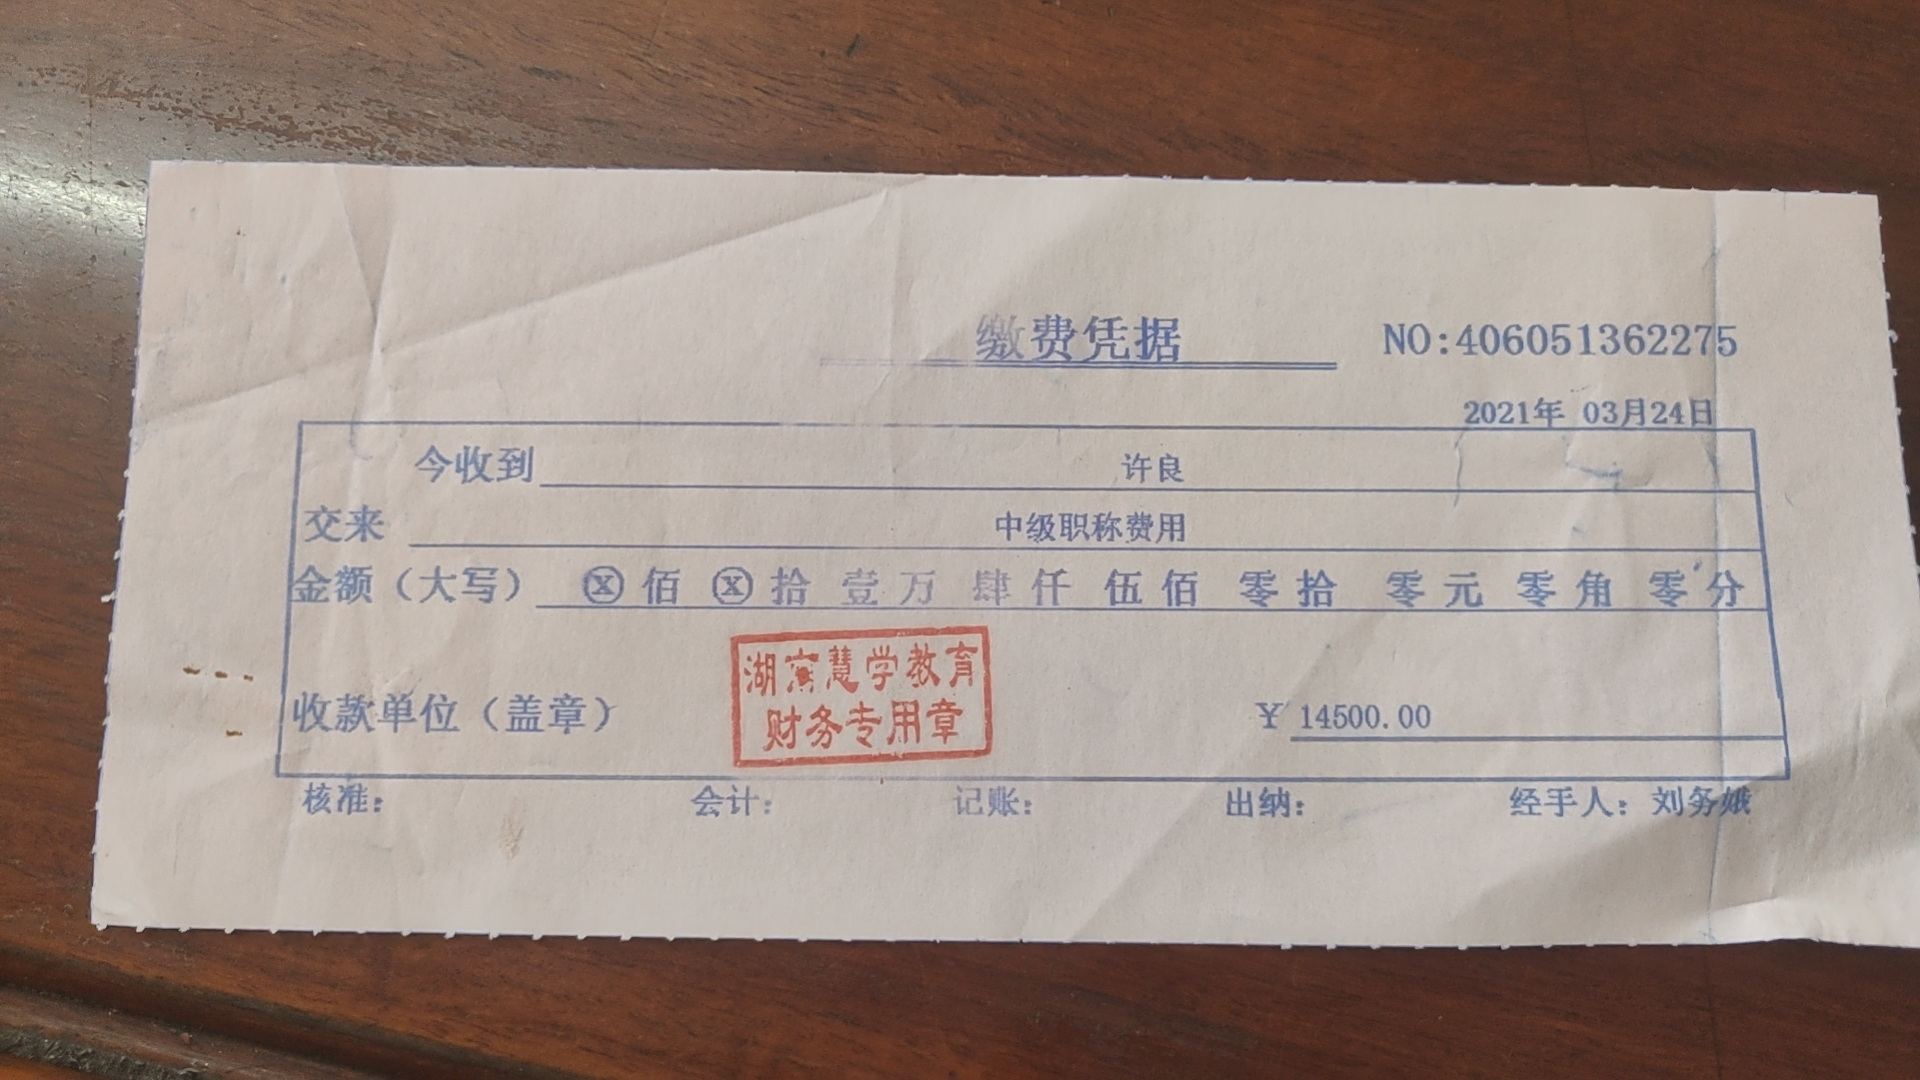 缴费凭据 NO:406051362275
2021年 03月24日
今收到 许良
交来 中级职称费用
金额（大写） ⓧ 佰 ⓧ 拾 壹 万 肆 仟 伍 佰 零 拾 零 元 零 角 零 分
湖南慧学教育
财务专用章
收款单位（盖章） ￥ 14500.00
核准： 会计： 记账： 出纳： 经手人：刘务娥